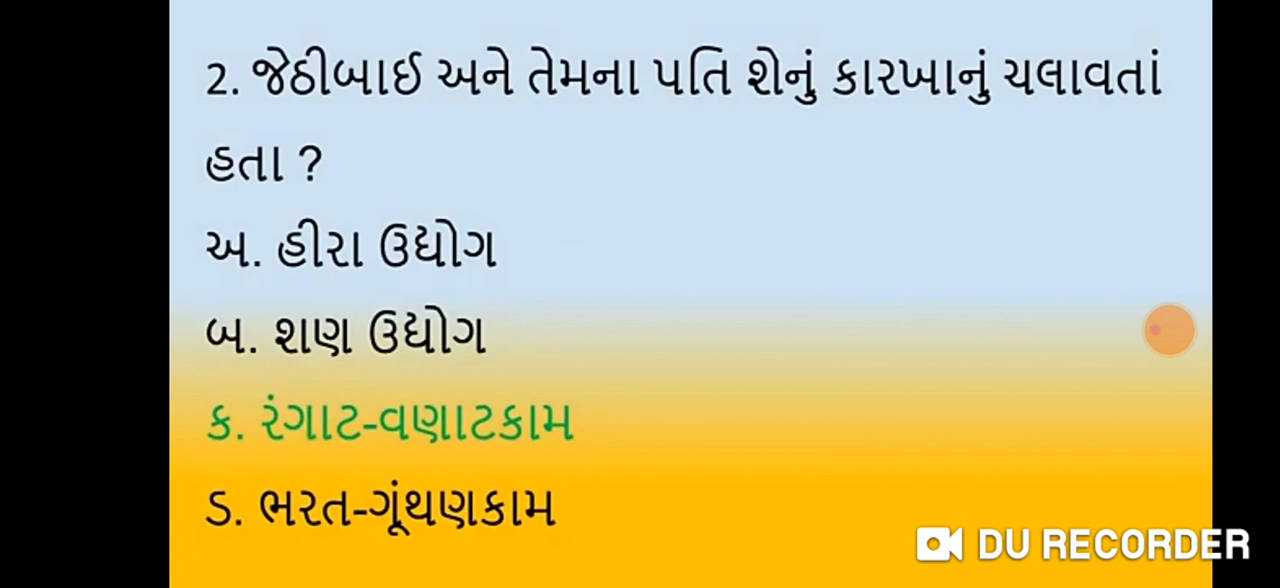 2. જેઠીબાઈ અને તેમના પતિ શેનું કારખાનું ચલાવતાં
હતા ?
અ. હીરા ઉદ્યોગ
બ. શણ ઉદ્યોગ
ક. રંગાટ-વણાટકામ
ડ. ભરત-ગૂંથણકામ
DU RECORDER